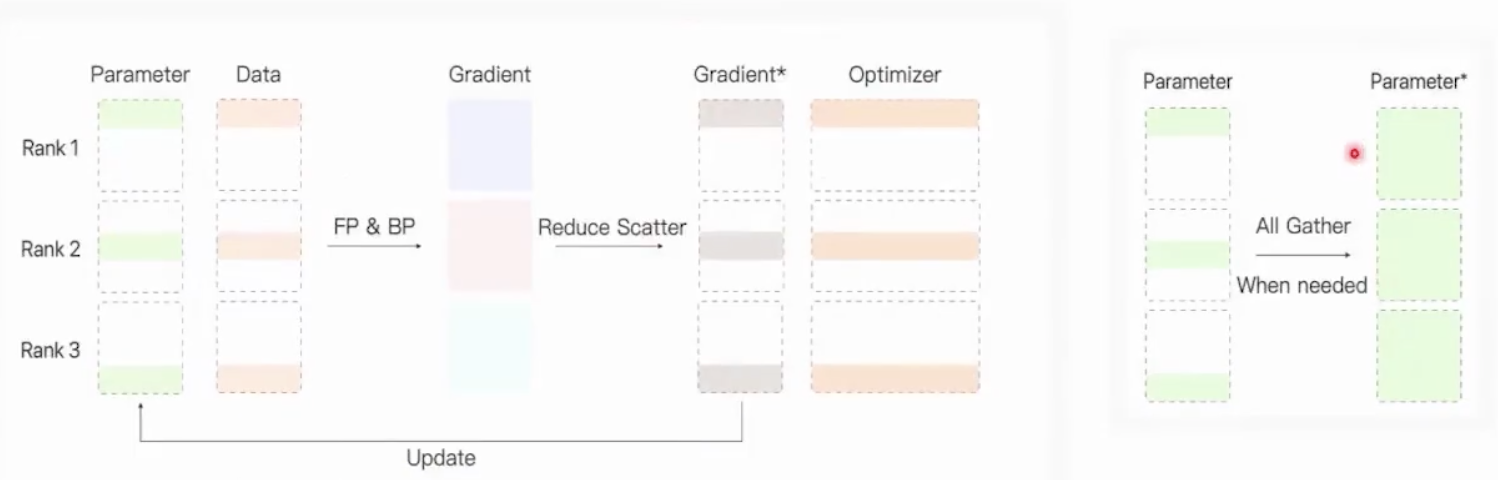 Parameter Data Gradient Gradient* Optimizer
Rank 1
FP & BP Reduce Scatter
Rank 2
Rank 3
Update
Parameter Parameter*
All Gather
When needed